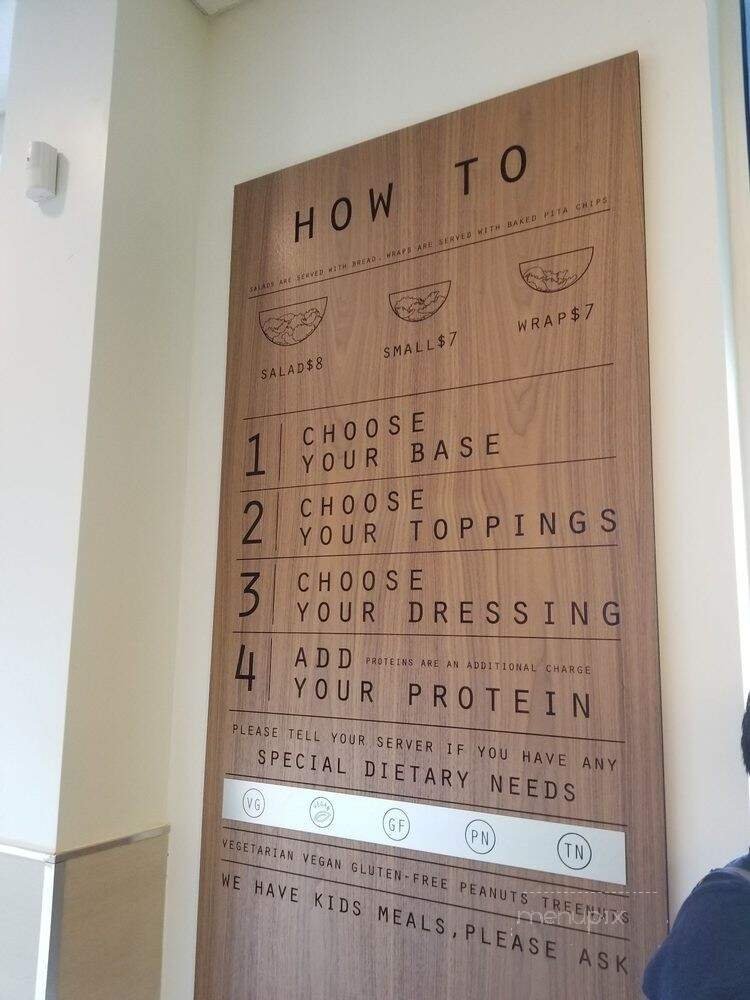 HOW TO
SALADS ARE SERVED WITH BREAD. WRAPS ARE SERVED WITH BAKED PITA CHIPS
SALAD$8 SMALL$7 WRAP$7
1 CHOOSE
YOUR BASE
2 CHOOSE
YOUR TOPPINGS
3 CHOOSE
YOUR DRESSING
4 ADD PROTEINS ARE AN ADDITIONAL CHARGE
YOUR PROTEIN
PLEASE TELL YOUR SERVER IF YOU HAVE ANY
SPECIAL DIETARY NEEDS
VG VEGAN GF PN TN
VEGETARIAN VEGAN GLUTEN-FREE PEANUTS TREENUTS
WE HAVE KIDS MEALS,PLEASE ASK
menupix